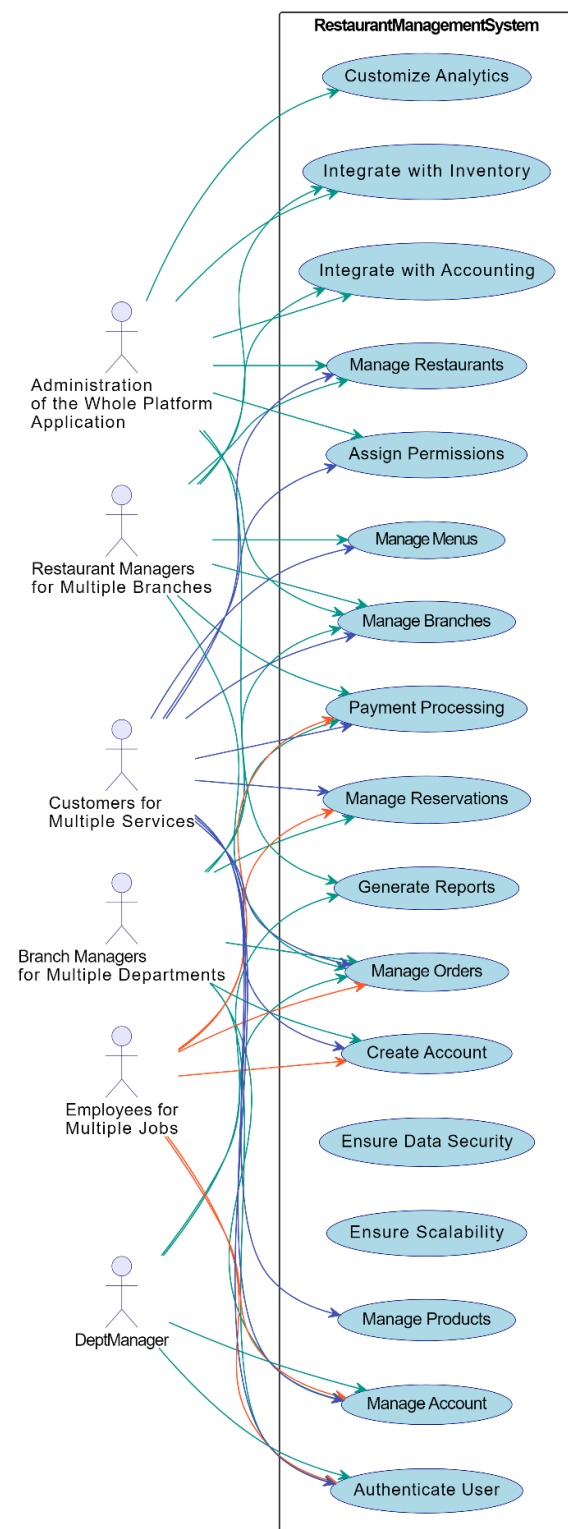 RestaurantManagementSystem
Customize Analytics
Integrate with Inventory
Integrate with Accounting
Administration
of the Whole Platform
Application
Manage Restaurants
Assign Permissions
Restaurant Managers
for Multiple Branches
Manage Menus
Manage Branches
Payment Processing
Customers for
Multiple Services
Manage Reservations
Generate Reports
Branch Managers
for Multiple Departments
Manage Orders
Create Account
Employees for
Multiple Jobs
Ensure Data Security
Ensure Scalability
DeptManager
Manage Products
Manage Account
Authenticate User